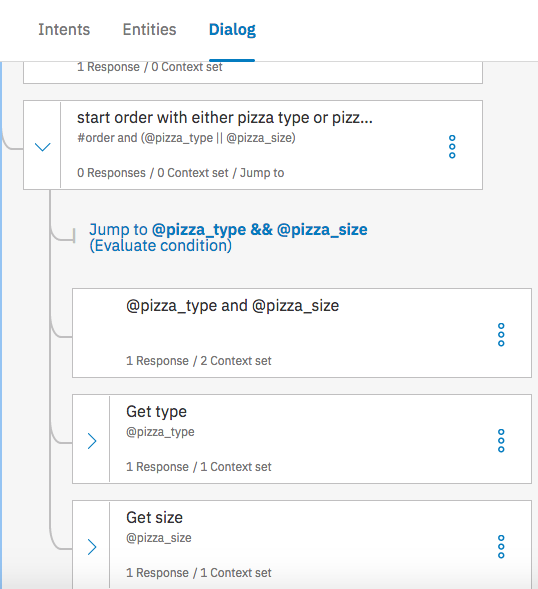 Intents Entities Dialog
1 Response / 0 Context set
start order with either pizza type or pizz...
#order and (@pizza_type || @pizza_size)
0 Responses / 0 Context set / Jump to
Jump to @pizza_type && @pizza_size
(Evaluate condition)
@pizza_type and @pizza_size
1 Response / 2 Context set
Get type
@pizza_type
1 Response / 1 Context set
Get size
@pizza_size
1 Response / 1 Context set